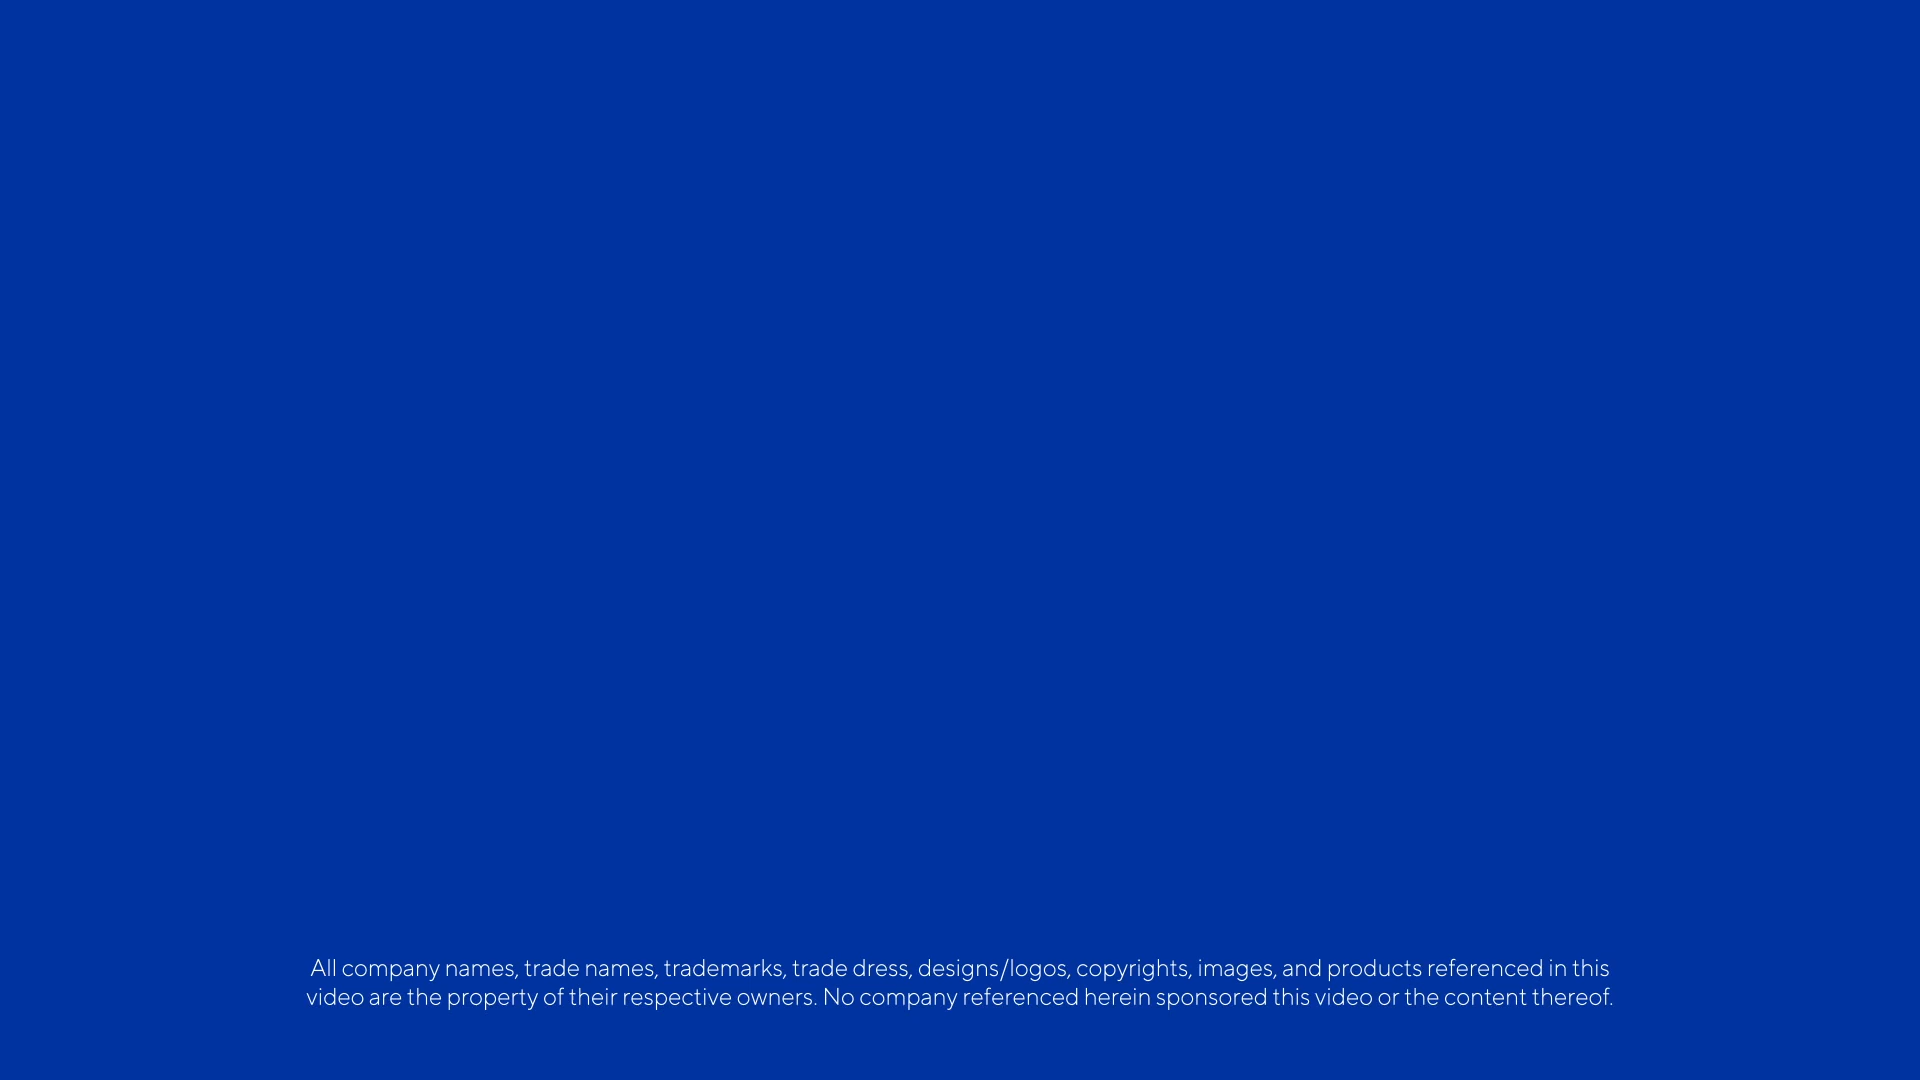 All company names, trade names, trademarks, trade dress, designs/logos, copyrights, images, and products referenced in this
video are the property of their respective owners. No company referenced herein sponsored this video or the content thereof.